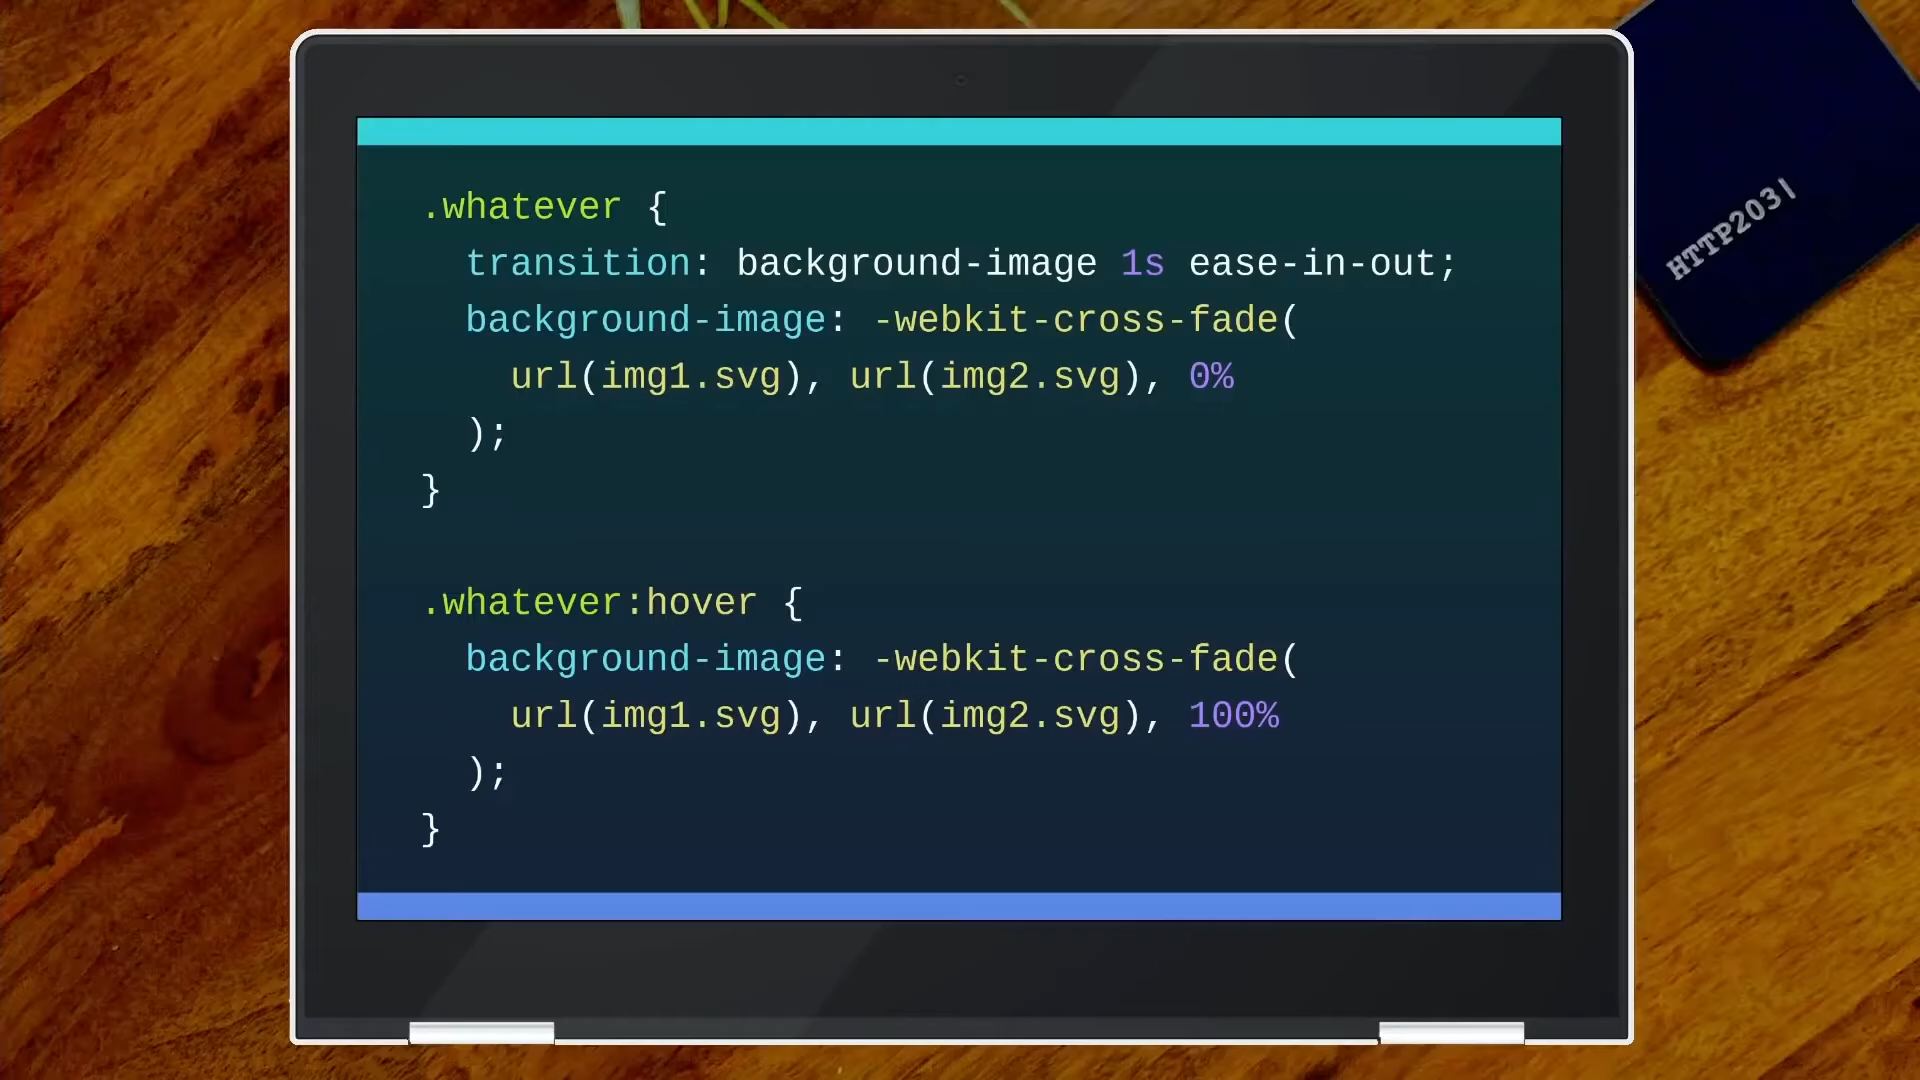 .whatever {
  transition: background-image 1s ease-in-out;
  background-image: -webkit-cross-fade(
    url(img1.svg), url(img2.svg), 0%
  );
}

.whatever:hover {
  background-image: -webkit-cross-fade(
    url(img1.svg), url(img2.svg), 100%
  );
}
HTTP203|